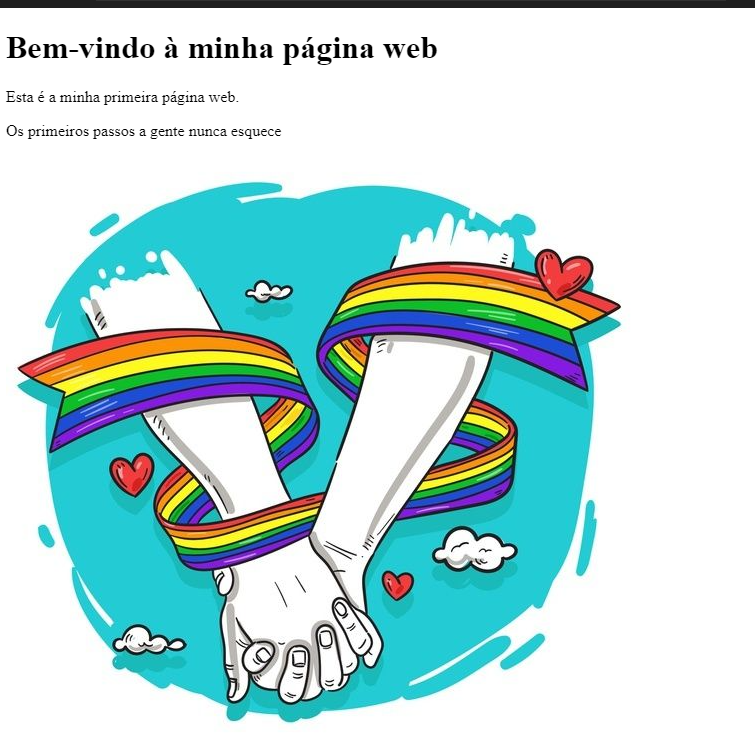 Bem-vindo à minha página web
Esta é a minha primeira página web.
Os primeiros passos a gente nunca esquece